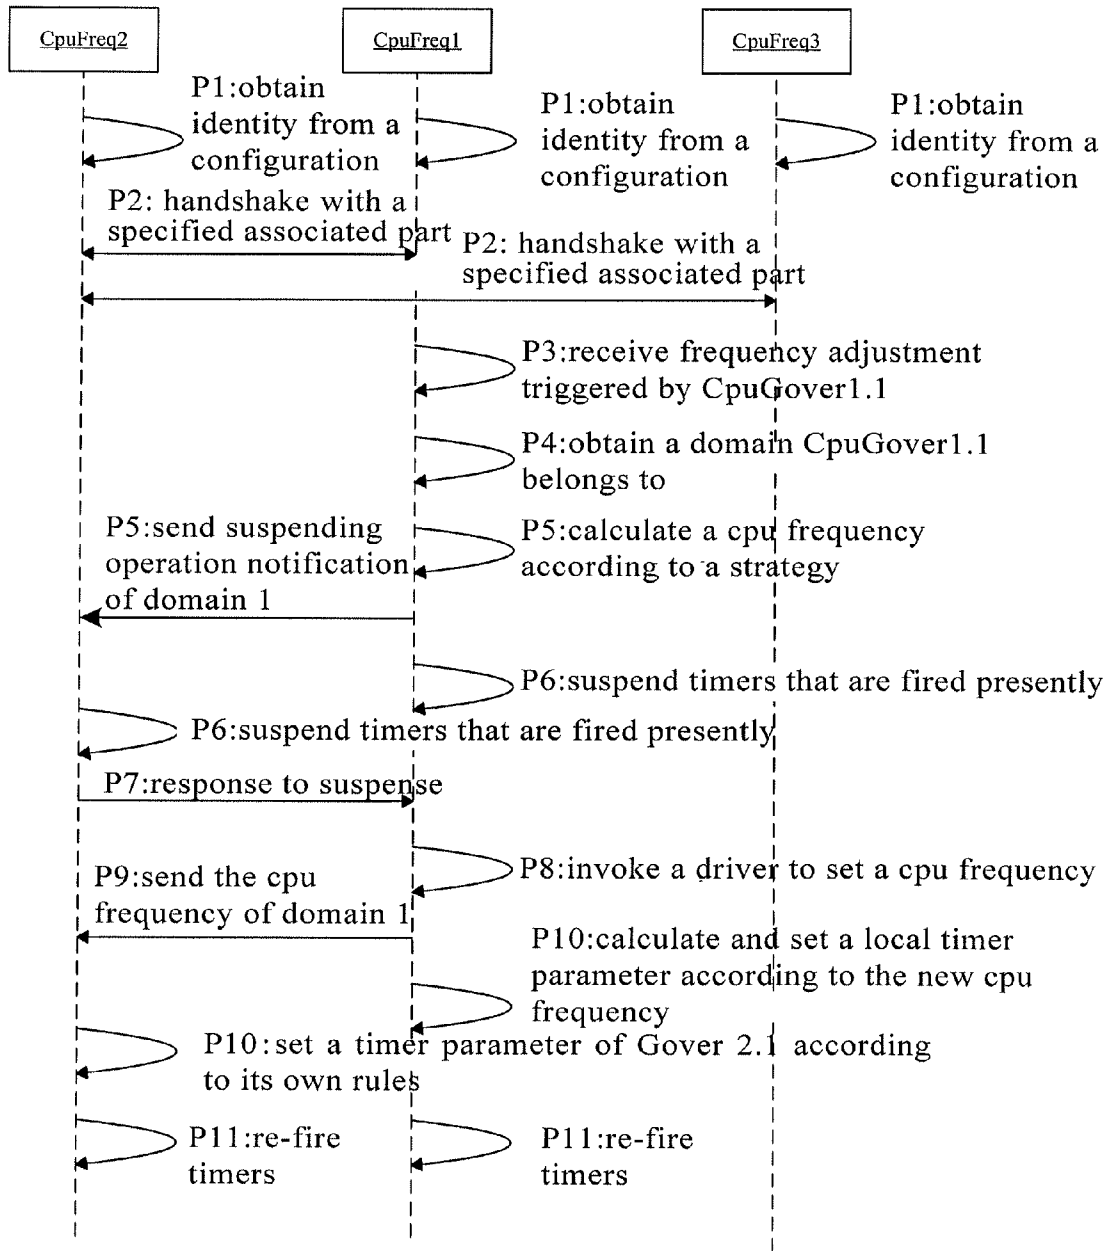 CpuFreq2
CpuFreq1
CpuFreq3
P1:obtain
identity from a
configuration
P1:obtain
identity from a
configuration
P1:obtain
identity from a
configuration
P2: handshake with a
specified associated part
P2: handshake with a
specified associated part
P3:receive frequency adjustment
triggered by CpuGover1.1
P4:obtain a domain CpuGover1.1
belongs to
P5:send suspending
operation notification
of domain 1
P5:calculate a cpu frequency
according to a strategy
P6:suspend timers that are fired presently
P6:suspend timers that are fired presently
P7:response to suspense
P8:invoke a driver to set a cpu frequency
P9:send the cpu
frequency of domain 1
P10:calculate and set a local timer
parameter according to the new cpu
frequency
P10:set a timer parameter of Gover 2.1 according
to its own rules
P11:re-fire
timers
P11:re-fire
timers